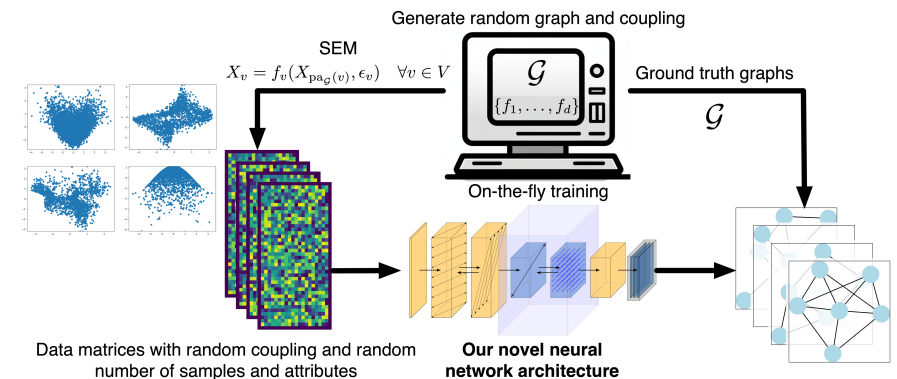 Generate random graph and coupling
SEM
X_v = f_v(X_{pa_𝒢(v)}, ϵ_v) ∀v ∈ V
𝒢
{f_1, . . . , f_d}
Ground truth graphs
𝒢
On-the-fly training
Data matrices with random coupling and random
number of samples and attributes
Our novel neural
network architecture